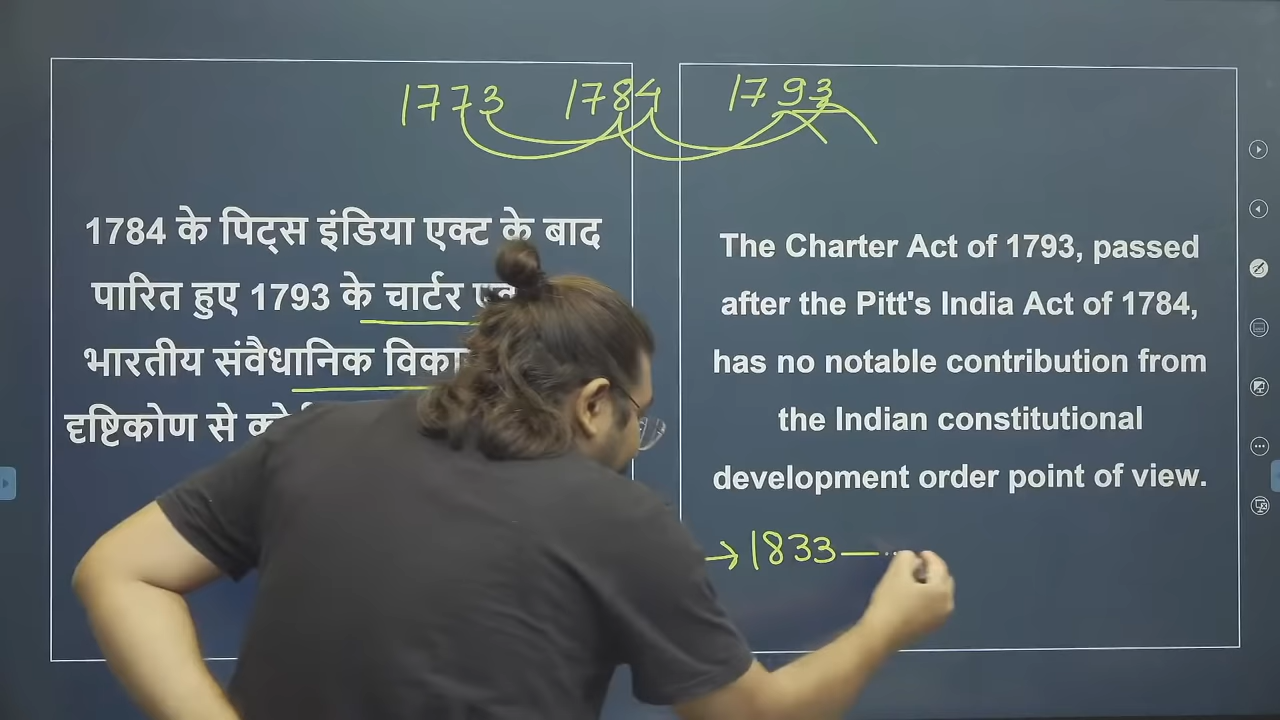 1773 1784 1793
1784 के पिट्स इंडिया एक्ट के बाद
पारित हुए 1793 के चार्टर
भारतीय संवैधानिक
दृष्टिकोण से
The Charter Act of 1793, passed
after the Pitt's India Act of 1784,
has no notable contribution from
the Indian constitutional
development order point of view.
→1833—